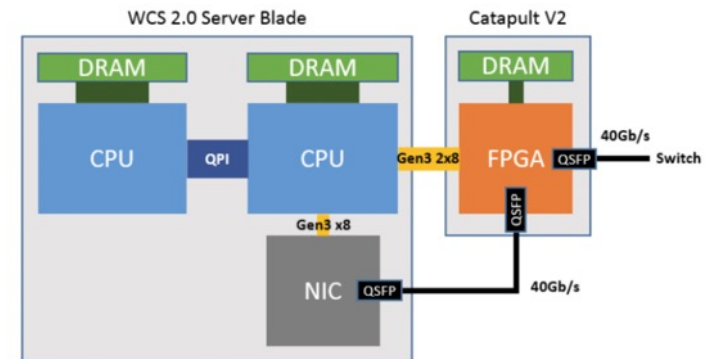 WCS 2.0 Server Blade
Catapult V2
DRAM
DRAM
DRAM
CPU
QPI
CPU
Gen3 2x8
FPGA
QSFP
40Gb/s
Switch
QSFP
Gen3 x8
NIC
QSFP
40Gb/s